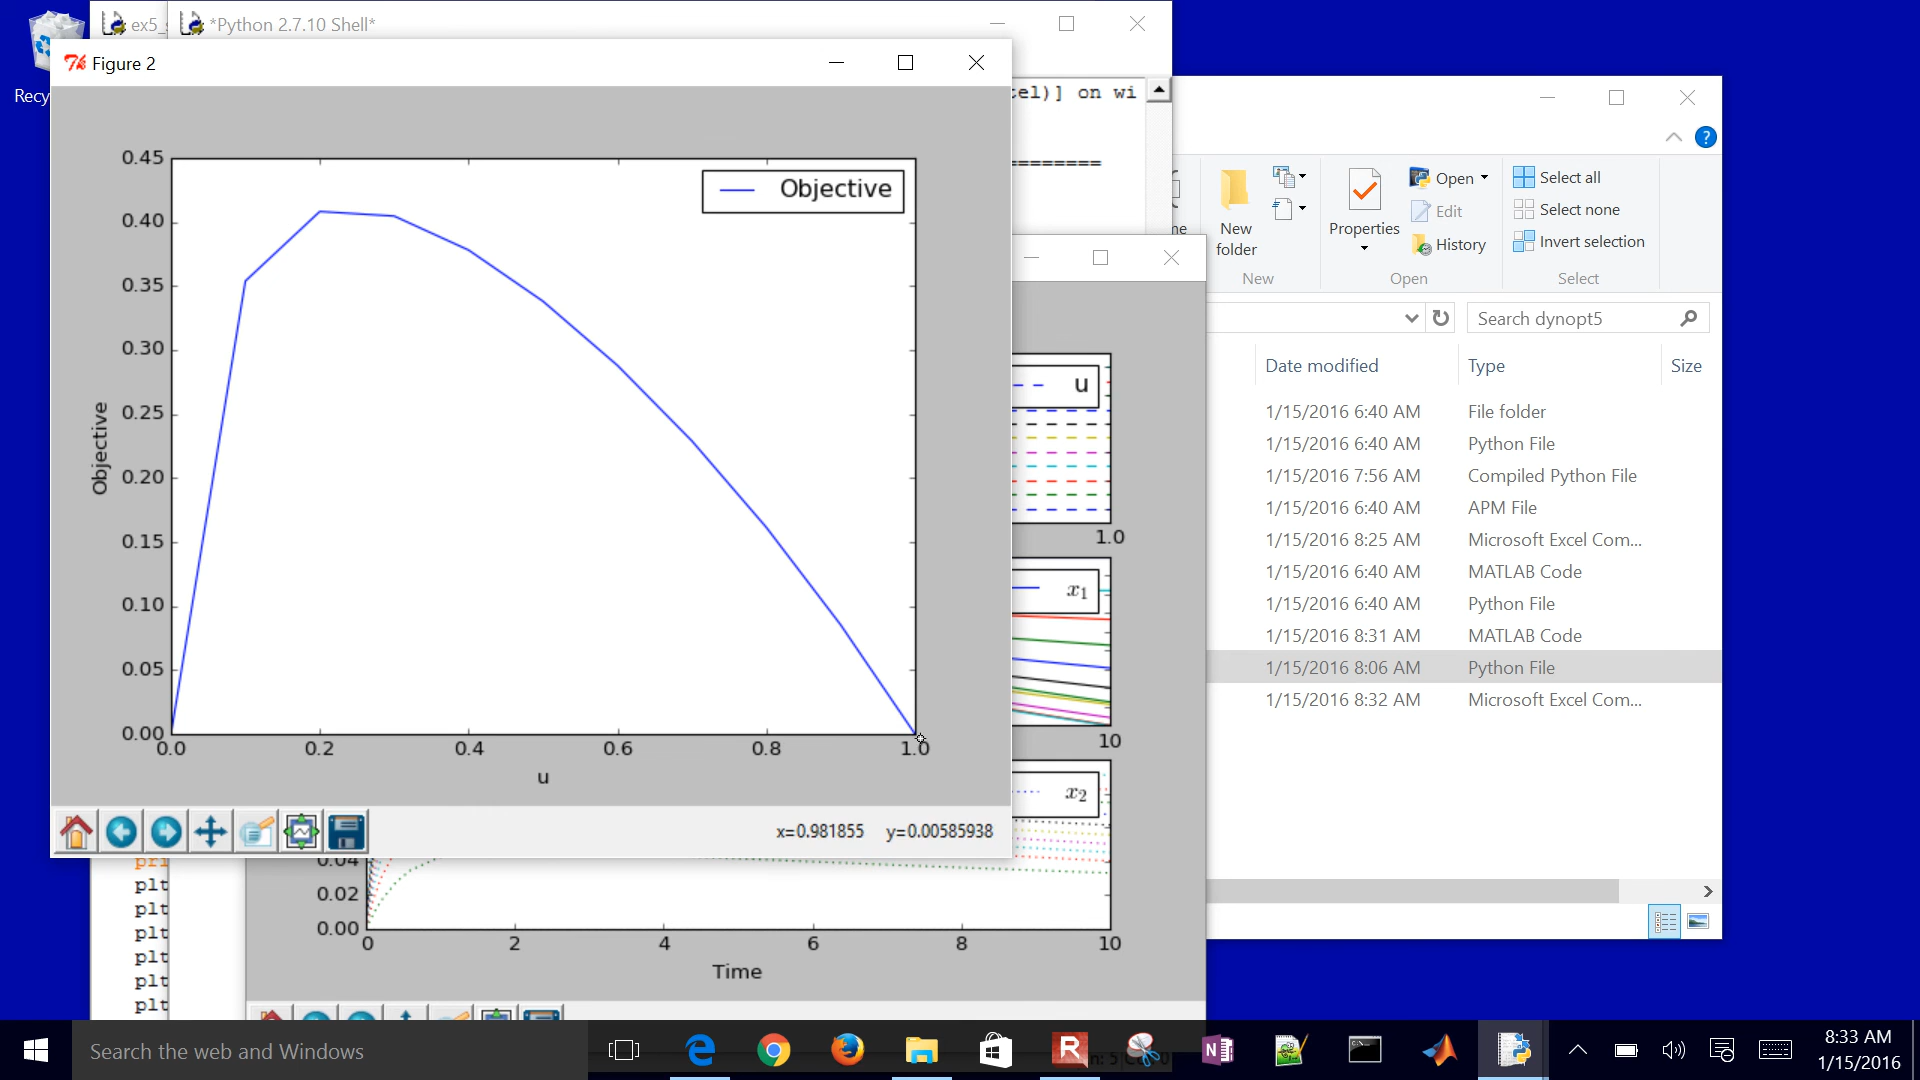 ex5_s
*Python 2.7.10 Shell*
Figure 2
Recy
tel)] on wi
========
0.45
Objective
0.40
0.35
0.30
0.25
0.20
0.15
0.10
0.05
0.00
Objective
0.0
0.2
0.4
0.6
0.8
1.0
u
x=0.981855 y=0.00585938
u
1.0
x1
10
x2
0.04
0.02
0.00
0
2
4
6
8
10
Time
pri
plt
plt
plt
plt
plt
plt
me
New
folder
New
Properties
Open
Edit
History
Open
Select all
Select none
Invert selection
Select
Search dynopt5
Date modified Type Size
1/15/2016 6:40 AM File folder
1/15/2016 6:40 AM Python File
1/15/2016 7:56 AM Compiled Python File
1/15/2016 6:40 AM APM File
1/15/2016 8:25 AM Microsoft Excel Com...
1/15/2016 6:40 AM MATLAB Code
1/15/2016 6:40 AM Python File
1/15/2016 8:31 AM MATLAB Code
1/15/2016 8:06 AM Python File
1/15/2016 8:32 AM Microsoft Excel Com...
Search the web and Windows
8:33 AM
1/15/2016